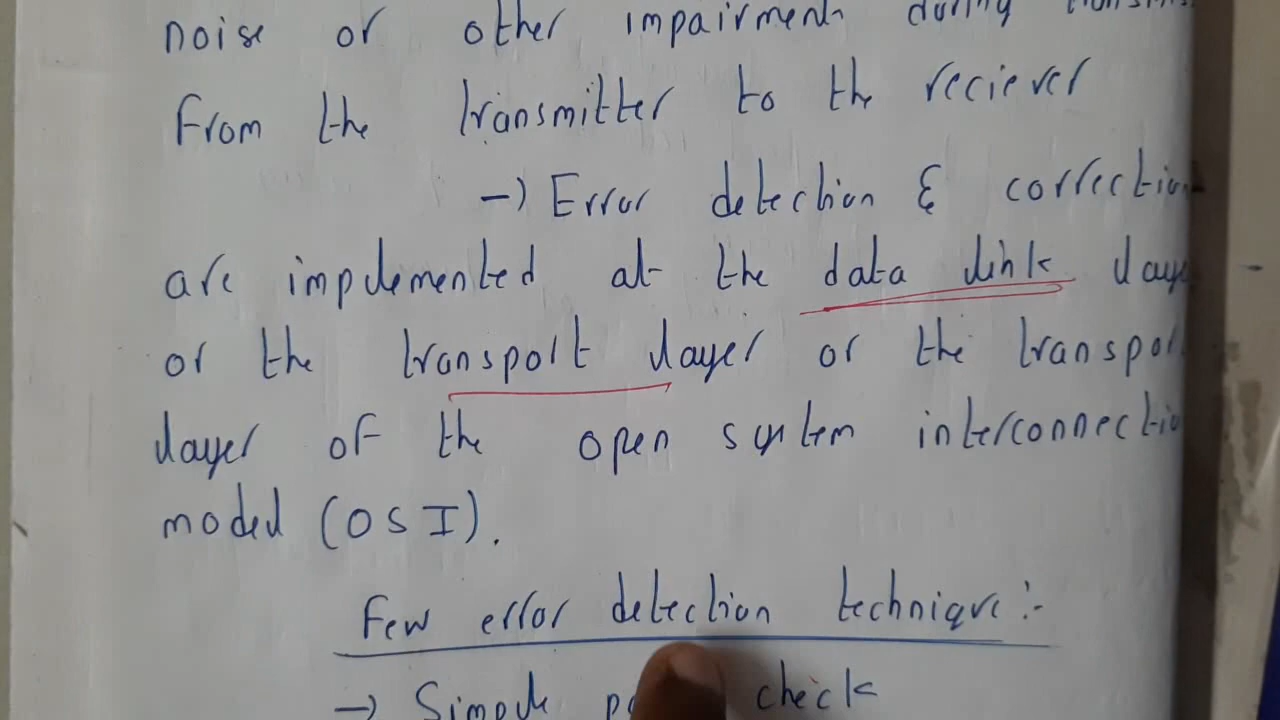 noise or other impairments during
From the transmitter to the reciever
→ Error detection & correction
are implemented at the data link layer
or the transport layer or the transport
layer of the open system interconnection
model (OSI).
Few error detection technique:-
→ Simple check